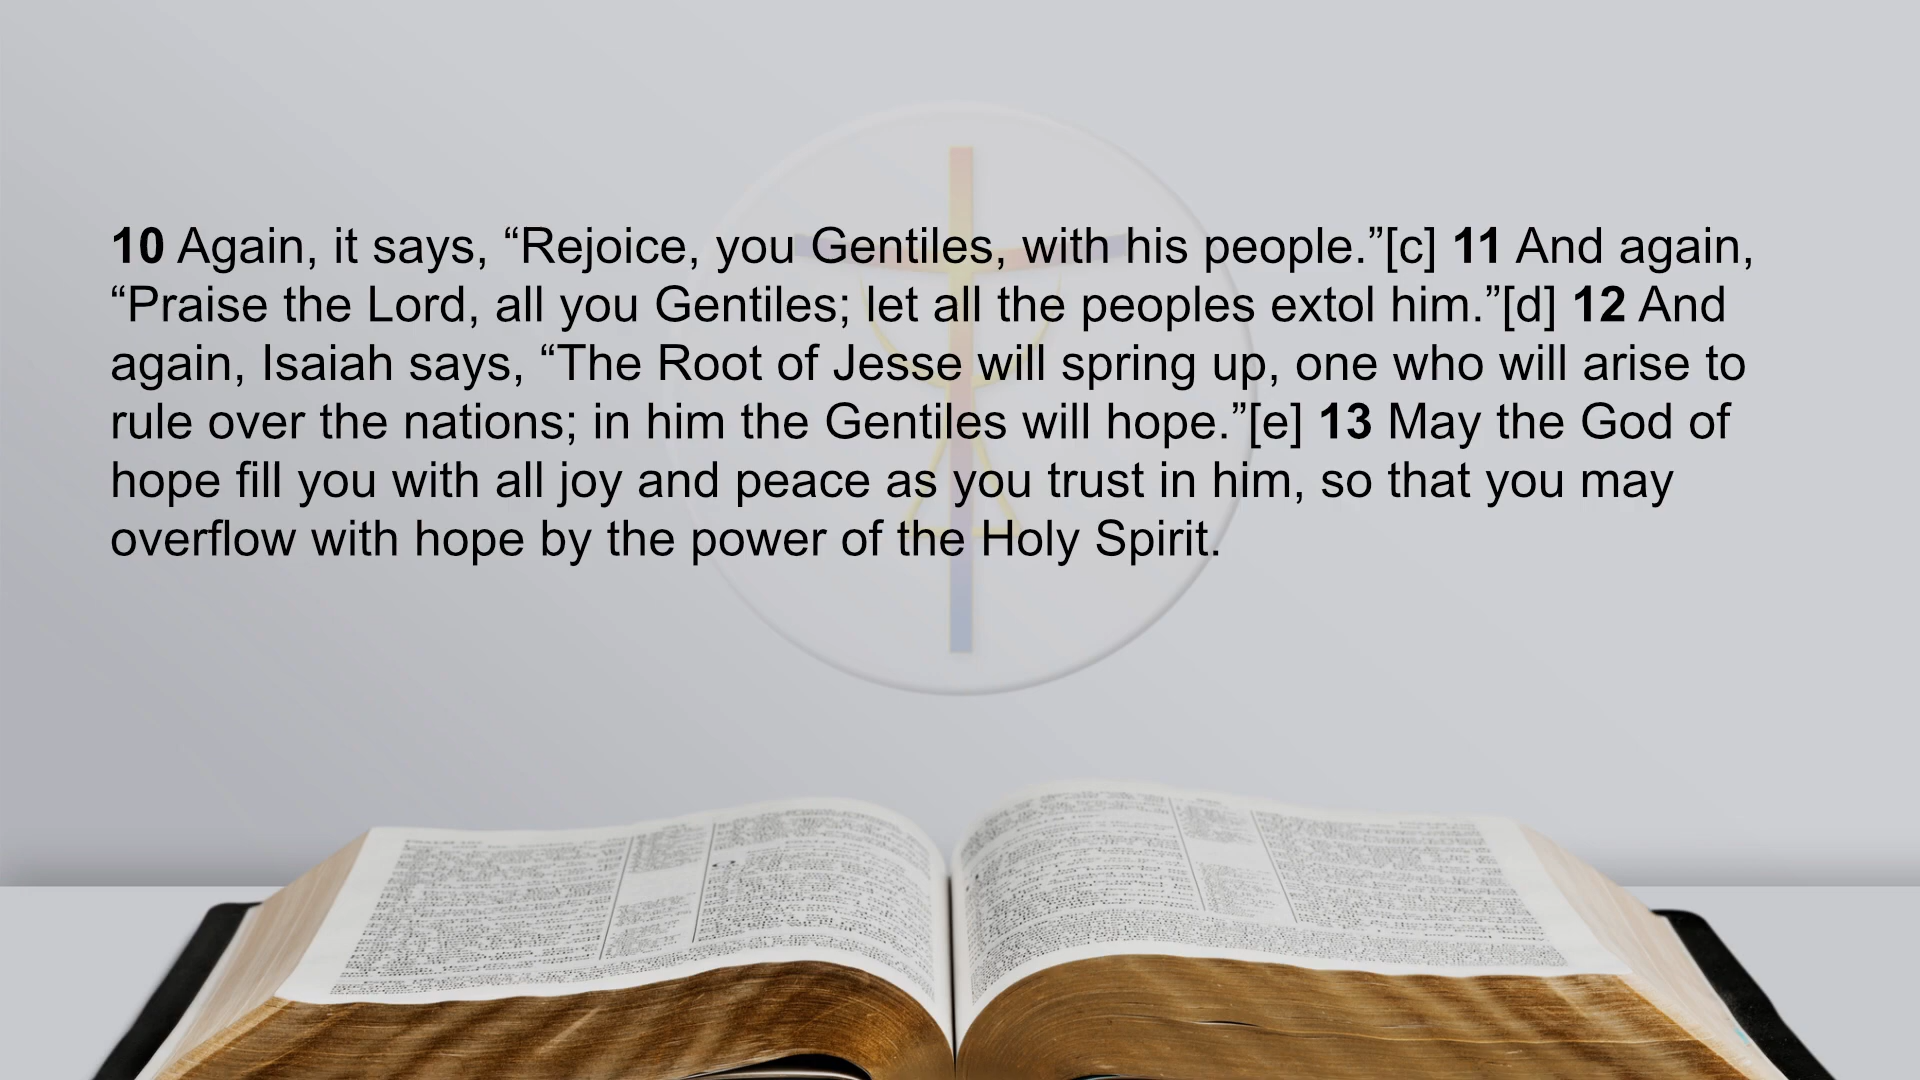 10 Again, it says, “Rejoice, you Gentiles, with his people.”[c] 11 And again,
“Praise the Lord, all you Gentiles; let all the peoples extol him.”[d] 12 And
again, Isaiah says, “The Root of Jesse will spring up, one who will arise to
rule over the nations; in him the Gentiles will hope.”[e] 13 May the God of
hope fill you with all joy and peace as you trust in him, so that you may
overflow with hope by the power of the Holy Spirit.